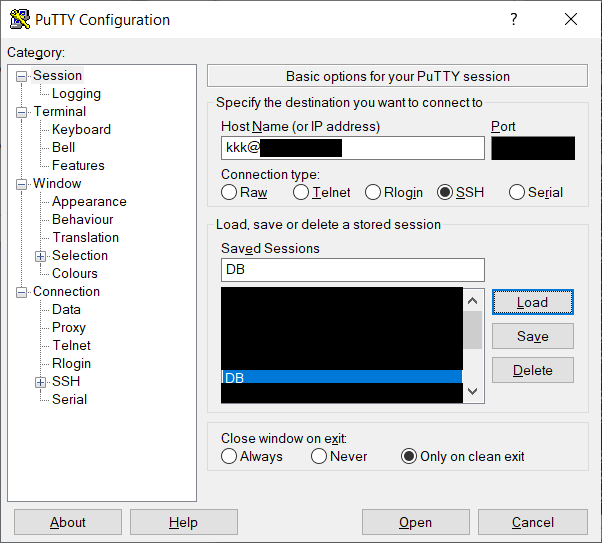 PuTTY Configuration
?
Category:
Session
Logging
Terminal
Keyboard
Bell
Features
Window
Appearance
Behaviour
Translation
Selection
Colours
Connection
Data
Proxy
Telnet
Rlogin
SSH
Serial
Basic options for your PuTTY session
Specify the destination you want to connect to
Host Name (or IP address) Port
kkk@
Connection type:
Raw Telnet Rlogin SSH Serial
Load, save or delete a stored session
Saved Sessions
DB
Load
Save
DB Delete
Close window on exit:
Always Never Only on clean exit
About Help Open Cancel